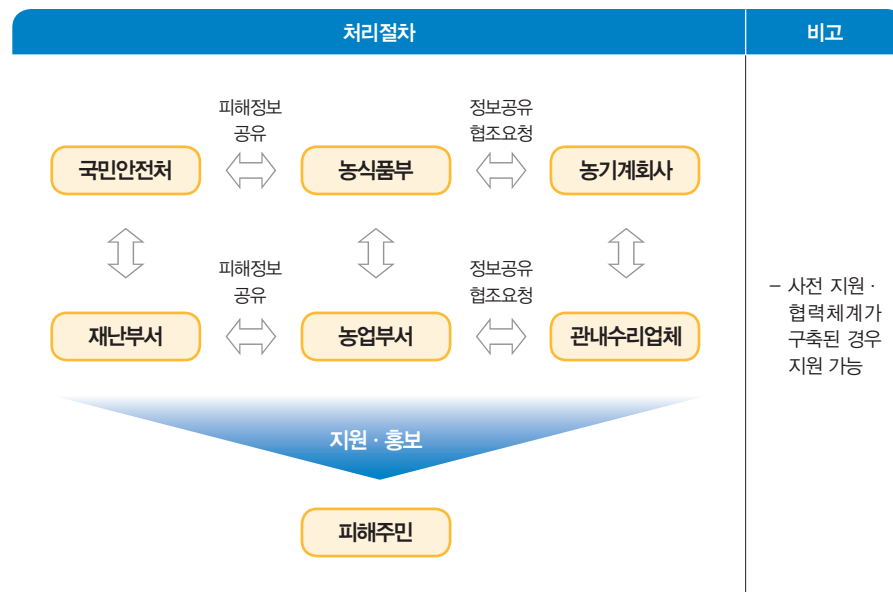 처리절차
비고
피해정보
공유
정보공유
협조요청
국민안전처
농식품부
농기계회사
피해정보
공유
정보공유
협조요청
재난부서
농업부서
관내수리업체
– 사전 지원 ·
협력체계가
구축된 경우
지원 가능
지원 · 홍보
피해주민